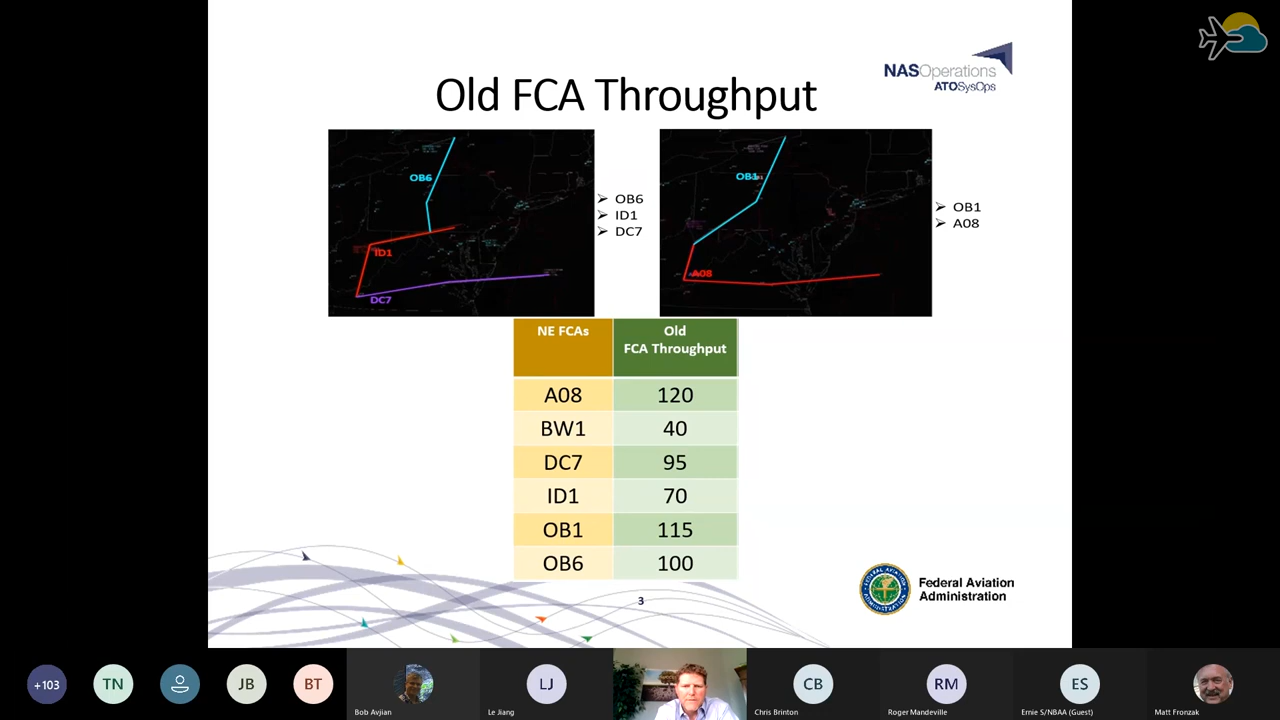 NASOperations
ATOSysOps
Old FCA Throughput
OB6
ID1
DC7
➢ OB6
➢ ID1
➢ DC7
OB1
A08
➢ OB1
➢ A08
NE FCAs
Old
FCA Throughput
A08 120
BW1 40
DC7 95
ID1 70
OB1 115
OB6 100
Federal Aviation
Administration
3
+103
TN
JB
BT
Bob Avjian
LJ
Le Jiang
CB
Chris Brinton
RM
Roger Mandeville
ES
Ernie S/NBAA (Guest)
Matt Fronzak